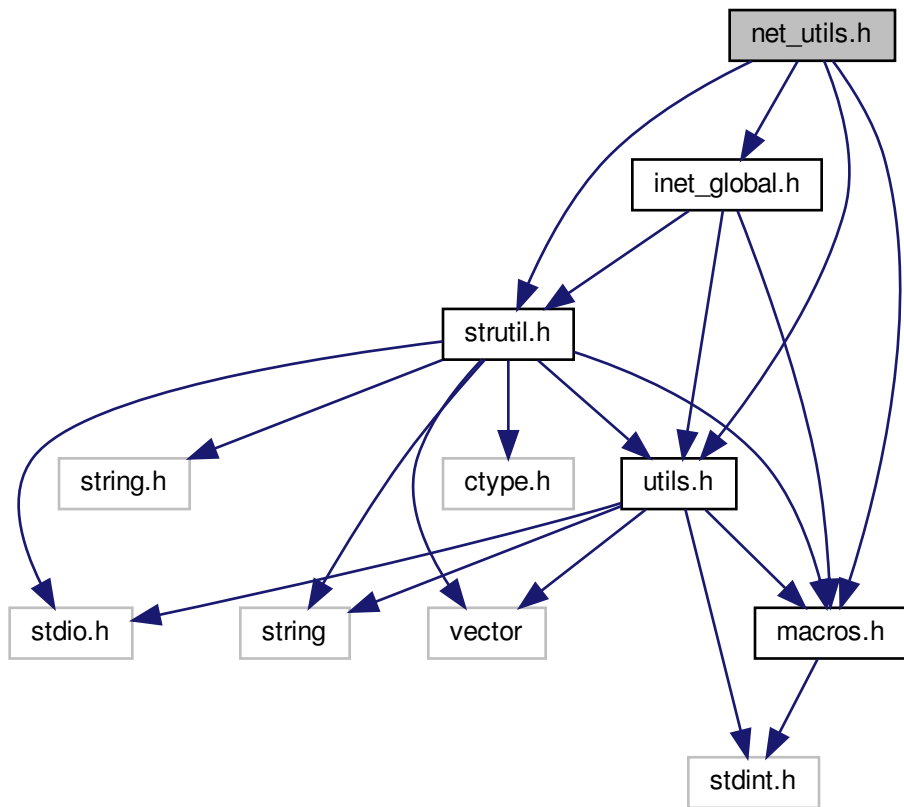 net_utils.h
inet_global.h
strutil.h
string.h
ctype.h
utils.h
stdio.h
string
vector
macros.h
stdint.h